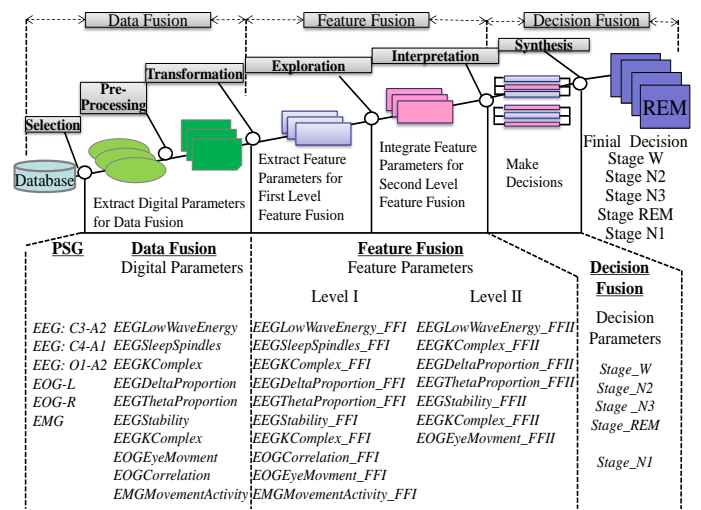 Data Fusion
Feature Fusion
Decision Fusion
Selection
Pre-
Processing
Transformation
Exploration
Interpretation
Synthesis
Database
Extract Digital Parameters
for Data Fusion
Extract Feature
Parameters for
First Level
Feature Fusion
Integrate Feature
Parameters for
Second Level
Feature Fusion
Make
Decisions
REM
Finial Decision
Stage W
Stage N2
Stage N3
Stage REM
Stage N1
PSG
EEG: C3-A2
EEG: C4-A1
EEG: O1-A2
EOG-L
EOG-R
EMG
Data Fusion
Digital Parameters
EEGLowWaveEnergy
EEGSleepSpindles
EEGKComplex
EEGDeltaProportion
EEGThetaProportion
EEGStability
EEGKComplex
EOGEyeMovment
EOGCorrelation
EMGMovementActivity
Feature Fusion
Feature Parameters
Level I
EEGLowWaveEnergy_FFI
EEGSleepSpindles_FFI
EEGKComplex_FFI
EEGDeltaProportion_FFI
EEGThetaProportion_FFI
EEGStability_FFI
EEGKComplex_FFI
EOGCorrelation_FFI
EOGEyeMovment_FFI
EMGMovementActivity_FFI
Level II
EEGLowWaveEnergy_FFII
EEGKComplex_FFII
EEGDeltaProportion_FFII
EEGThetaProportion_FFII
EEGStability_FFII
EEGKComplex_FFII
EOGEyeMovment_FFII
Decision
Fusion
Decision
Parameters
Stage_W
Stage_N2
Stage _N3
Stage_REM
Stage_N1